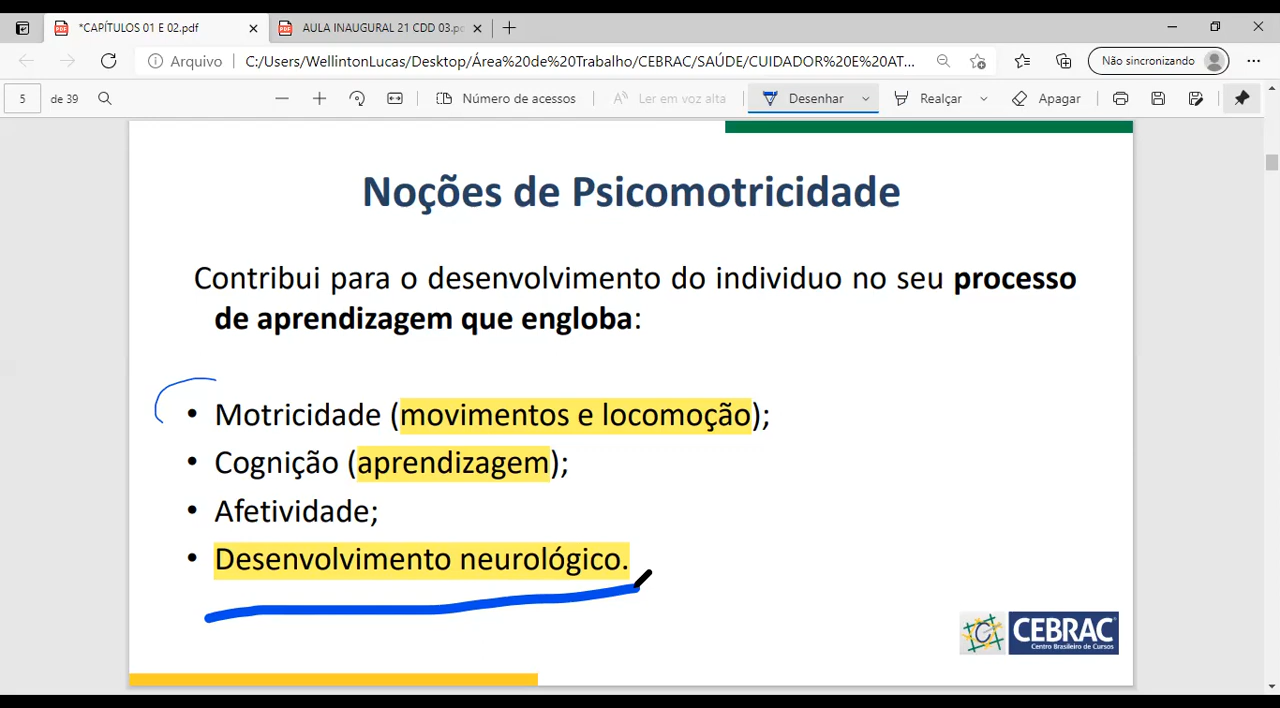 *CAPÍTULOS 01 E 02.pdf
AULA INAUGURAL 21 CDD 03.po
Arquivo
C:/Users/WellintonLucas/Desktop/Área%20de%20Trabalho/CEBRAC/SAÚDE/CUIDADOR%20E%20AT...
Não sincronizando
5 de 39
Número de acessos
Ler em voz alta
Desenhar
Realçar
Apagar
Noções de Psicomotricidade
Contribui para o desenvolvimento do individuo no seu processo
de aprendizagem que engloba:
• Motricidade (movimentos e locomoção);
• Cognição (aprendizagem);
• Afetividade;
• Desenvolvimento neurológico.
CEBRAC
Centro Brasileiro de Cursos